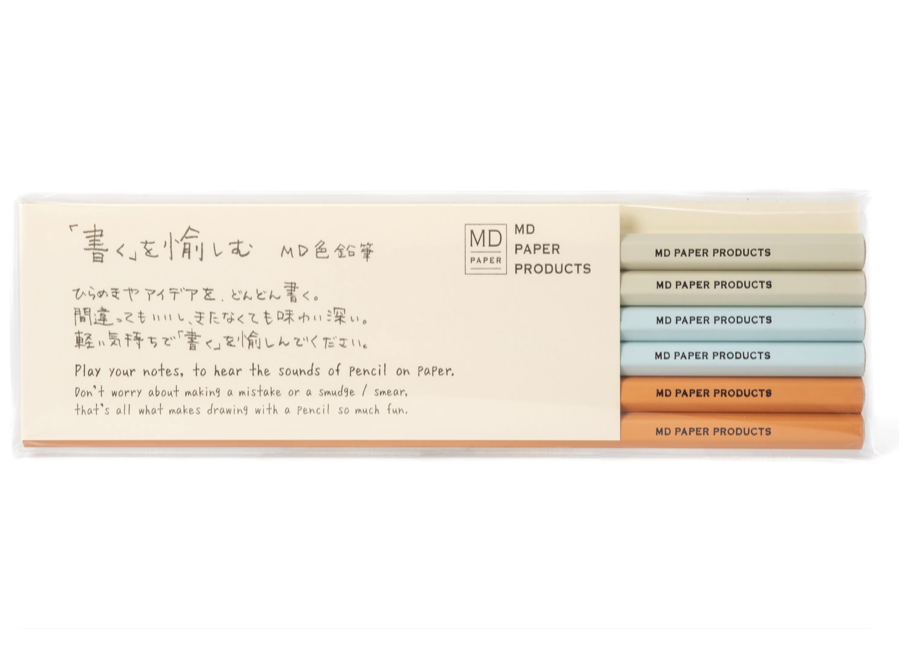 「書く」を愉しむ MD色鉛筆
ひらめきやアイデアを、どんどん書く。
間違ってもいいし、きたなくても味わい深い。
軽い気持ちで「書く」を愉しんでください。
Play your notes, to hear the sounds of pencil on paper.
Don't worry about making a mistake or a smudge / smear,
that's all what makes drawing with a pencil so much fun.
MD
PAPER
MD
PAPER
PRODUCTS
MD PAPER PRODUCTS
MD PAPER PRODUCTS
MD PAPER PRODUCTS
MD PAPER PRODUCTS
MD PAPER PRODUCTS
MD PAPER PRODUCTS